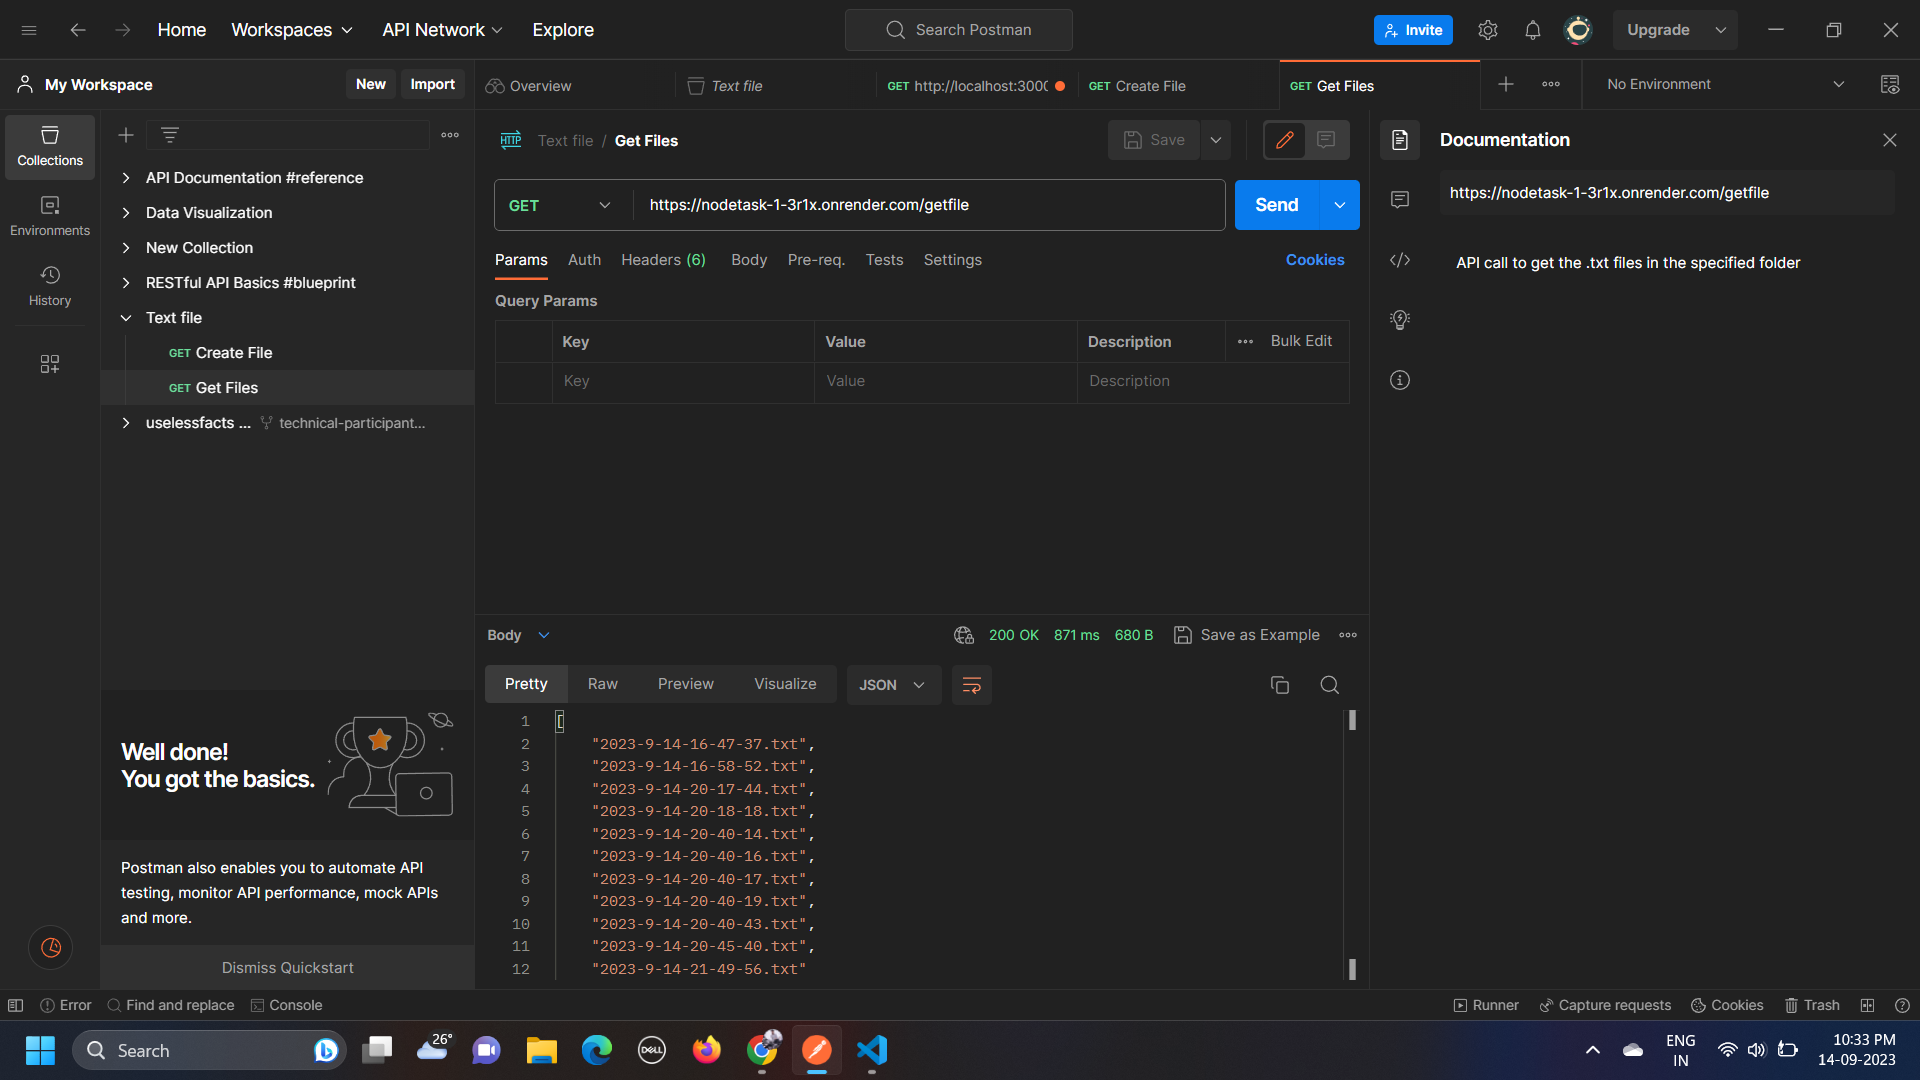 Home Workspaces API Network Explore Search Postman Invite Upgrade
My Workspace New Import Overview Text file GET http://localhost:3000 GET Create File GET Get Files No Environment
Collections
Environments
History
API Documentation #reference
Data Visualization
New Collection
RESTful API Basics #blueprint
Text file
GET Create File
GET Get Files
uselessfacts ... technical-participant...
Well done!
You got the basics.
Postman also enables you to automate API
testing, monitor API performance, mock APIs
and more.
Dismiss Quickstart
HTTP Text file / Get Files Save
GET https://nodetask-1-3r1x.onrender.com/getfile Send
Params Auth Headers (6) Body Pre-req. Tests Settings Cookies
Query Params
Key Value Description Bulk Edit
Key Value Description
Body 200 OK 871 ms 680 B Save as Example
Pretty Raw Preview Visualize JSON
1 [
2 "2023-9-14-16-47-37.txt",
3 "2023-9-14-16-58-52.txt",
4 "2023-9-14-20-17-44.txt",
5 "2023-9-14-20-18-18.txt",
6 "2023-9-14-20-40-14.txt",
7 "2023-9-14-20-40-16.txt",
8 "2023-9-14-20-40-17.txt",
9 "2023-9-14-20-40-19.txt",
10 "2023-9-14-20-40-43.txt",
11 "2023-9-14-20-45-40.txt",
12 "2023-9-14-21-49-56.txt"
Documentation
https://nodetask-1-3r1x.onrender.com/getfile
API call to get the .txt files in the specified folder
Error Find and replace Console Runner Capture requests Cookies Trash
Search 26° DELL ENG
IN
10:33 PM
14-09-2023